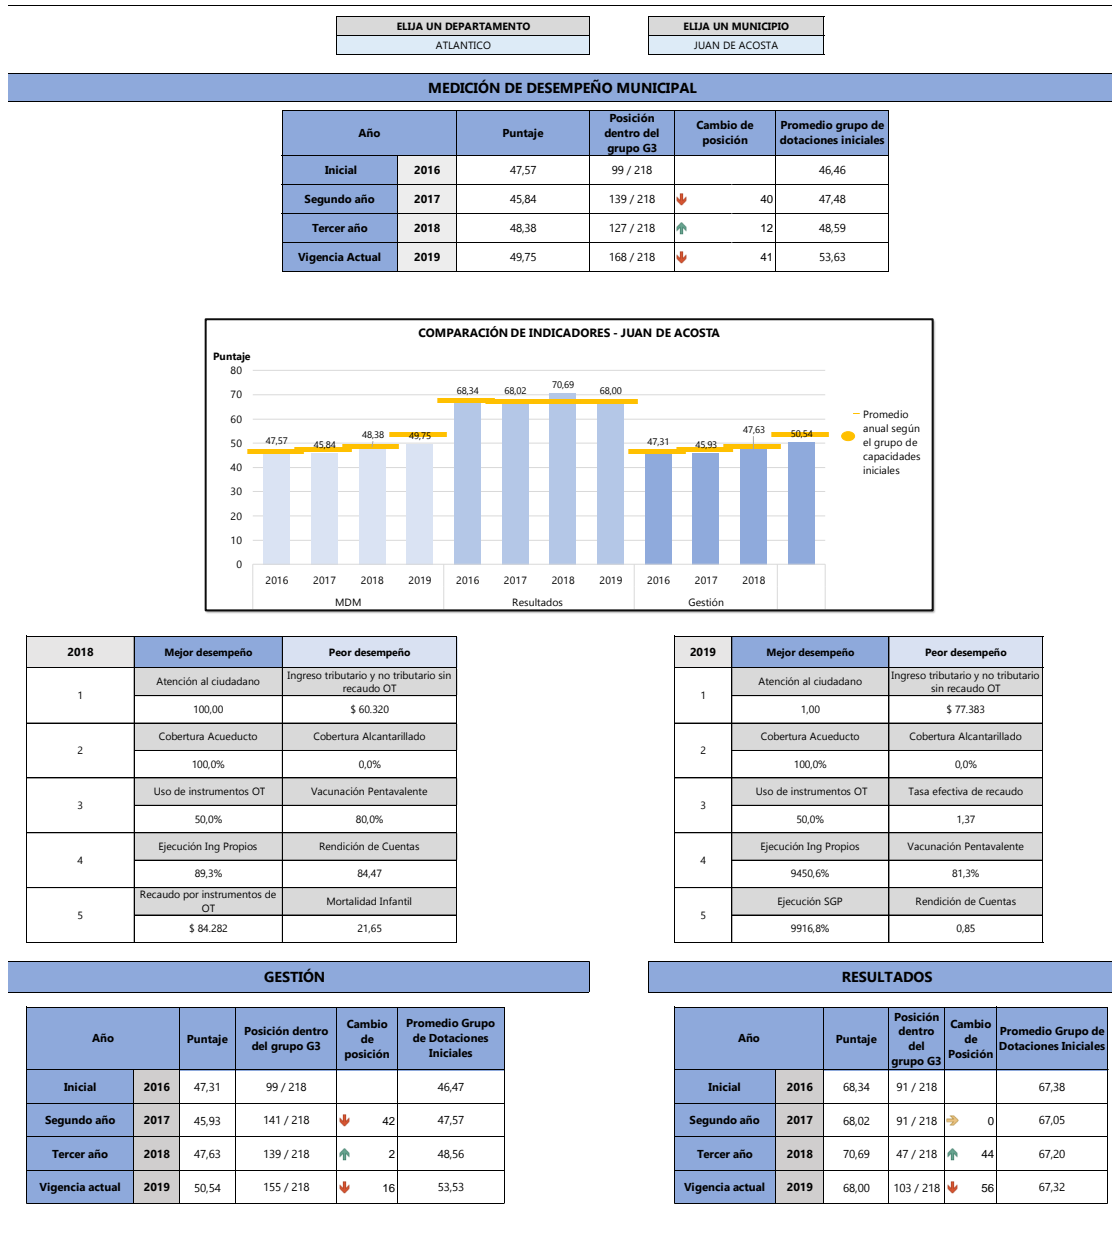 ELIJA UN DEPARTAMENTO ELIJA UN MUNICIPIO
ATLANTICO JUAN DE ACOSTA
MEDICIÓN DE DESEMPEÑO MUNICIPAL
Año Puntaje Posición dentro del grupo G3 Cambio de posición Promedio grupo de dotaciones iniciales
Inicial 2016 47,57 99 / 218 46,46
Segundo año 2017 45,84 139 / 218 40 47,48
Tercer año 2018 48,38 127 / 218 12 48,59
Vigencia Actual 2019 49,75 168 / 218 41 53,63
COMPARACIÓN DE INDICADORES - JUAN DE ACOSTA
Puntaje
80
70
60
50
40
30
20
10
0
47,57 45,84 48,38 49,75 68,34 68,02 70,69 68,00 47,31 45,93 47,63 50,54
2016 2017 2018 2019 2016 2017 2018 2019 2016 2017 2018
MDM Resultados Gestión
Promedio
anual según
el grupo de
capacidades
iniciales
2018 Mejor desempeño Peor desempeño
1 Atención al ciudadano Ingreso tributario y no tributario sin recaudo OT
100,00 $ 60.320
2 Cobertura Acueducto Cobertura Alcantarillado
100,0% 0,0%
3 Uso de instrumentos OT Vacunación Pentavalente
50,0% 80,0%
4 Ejecución Ing Propios Rendición de Cuentas
89,3% 84,47
5 Recaudo por instrumentos de OT Mortalidad Infantil
$ 84.282 21,65
2019 Mejor desempeño Peor desempeño
1 Atención al ciudadano Ingreso tributario y no tributario sin recaudo OT
1,00 $ 77.383
2 Cobertura Acueducto Cobertura Alcantarillado
100,0% 0,0%
3 Uso de instrumentos OT Tasa efectiva de recaudo
50,0% 1,37
4 Ejecución Ing Propios Vacunación Pentavalente
9450,6% 81,3%
5 Ejecución SGP Rendición de Cuentas
9916,8% 0,85
GESTIÓN
Año Puntaje Posición dentro del grupo G3 Cambio de posición Promedio Grupo de Dotaciones Iniciales
Inicial 2016 47,31 99 / 218 46,47
Segundo año 2017 45,93 141 / 218 42 47,57
Tercer año 2018 47,63 139 / 218 2 48,56
Vigencia actual 2019 50,54 155 / 218 16 53,53
RESULTADOS
Año Puntaje Posición dentro del grupo G3 Cambio de Posición Promedio Grupo de Dotaciones Iniciales
Inicial 2016 68,34 91 / 218 67,38
Segundo año 2017 68,02 91 / 218 0 67,05
Tercer año 2018 70,69 47 / 218 44 67,20
Vigencia actual 2019 68,00 103 / 218 56 67,32